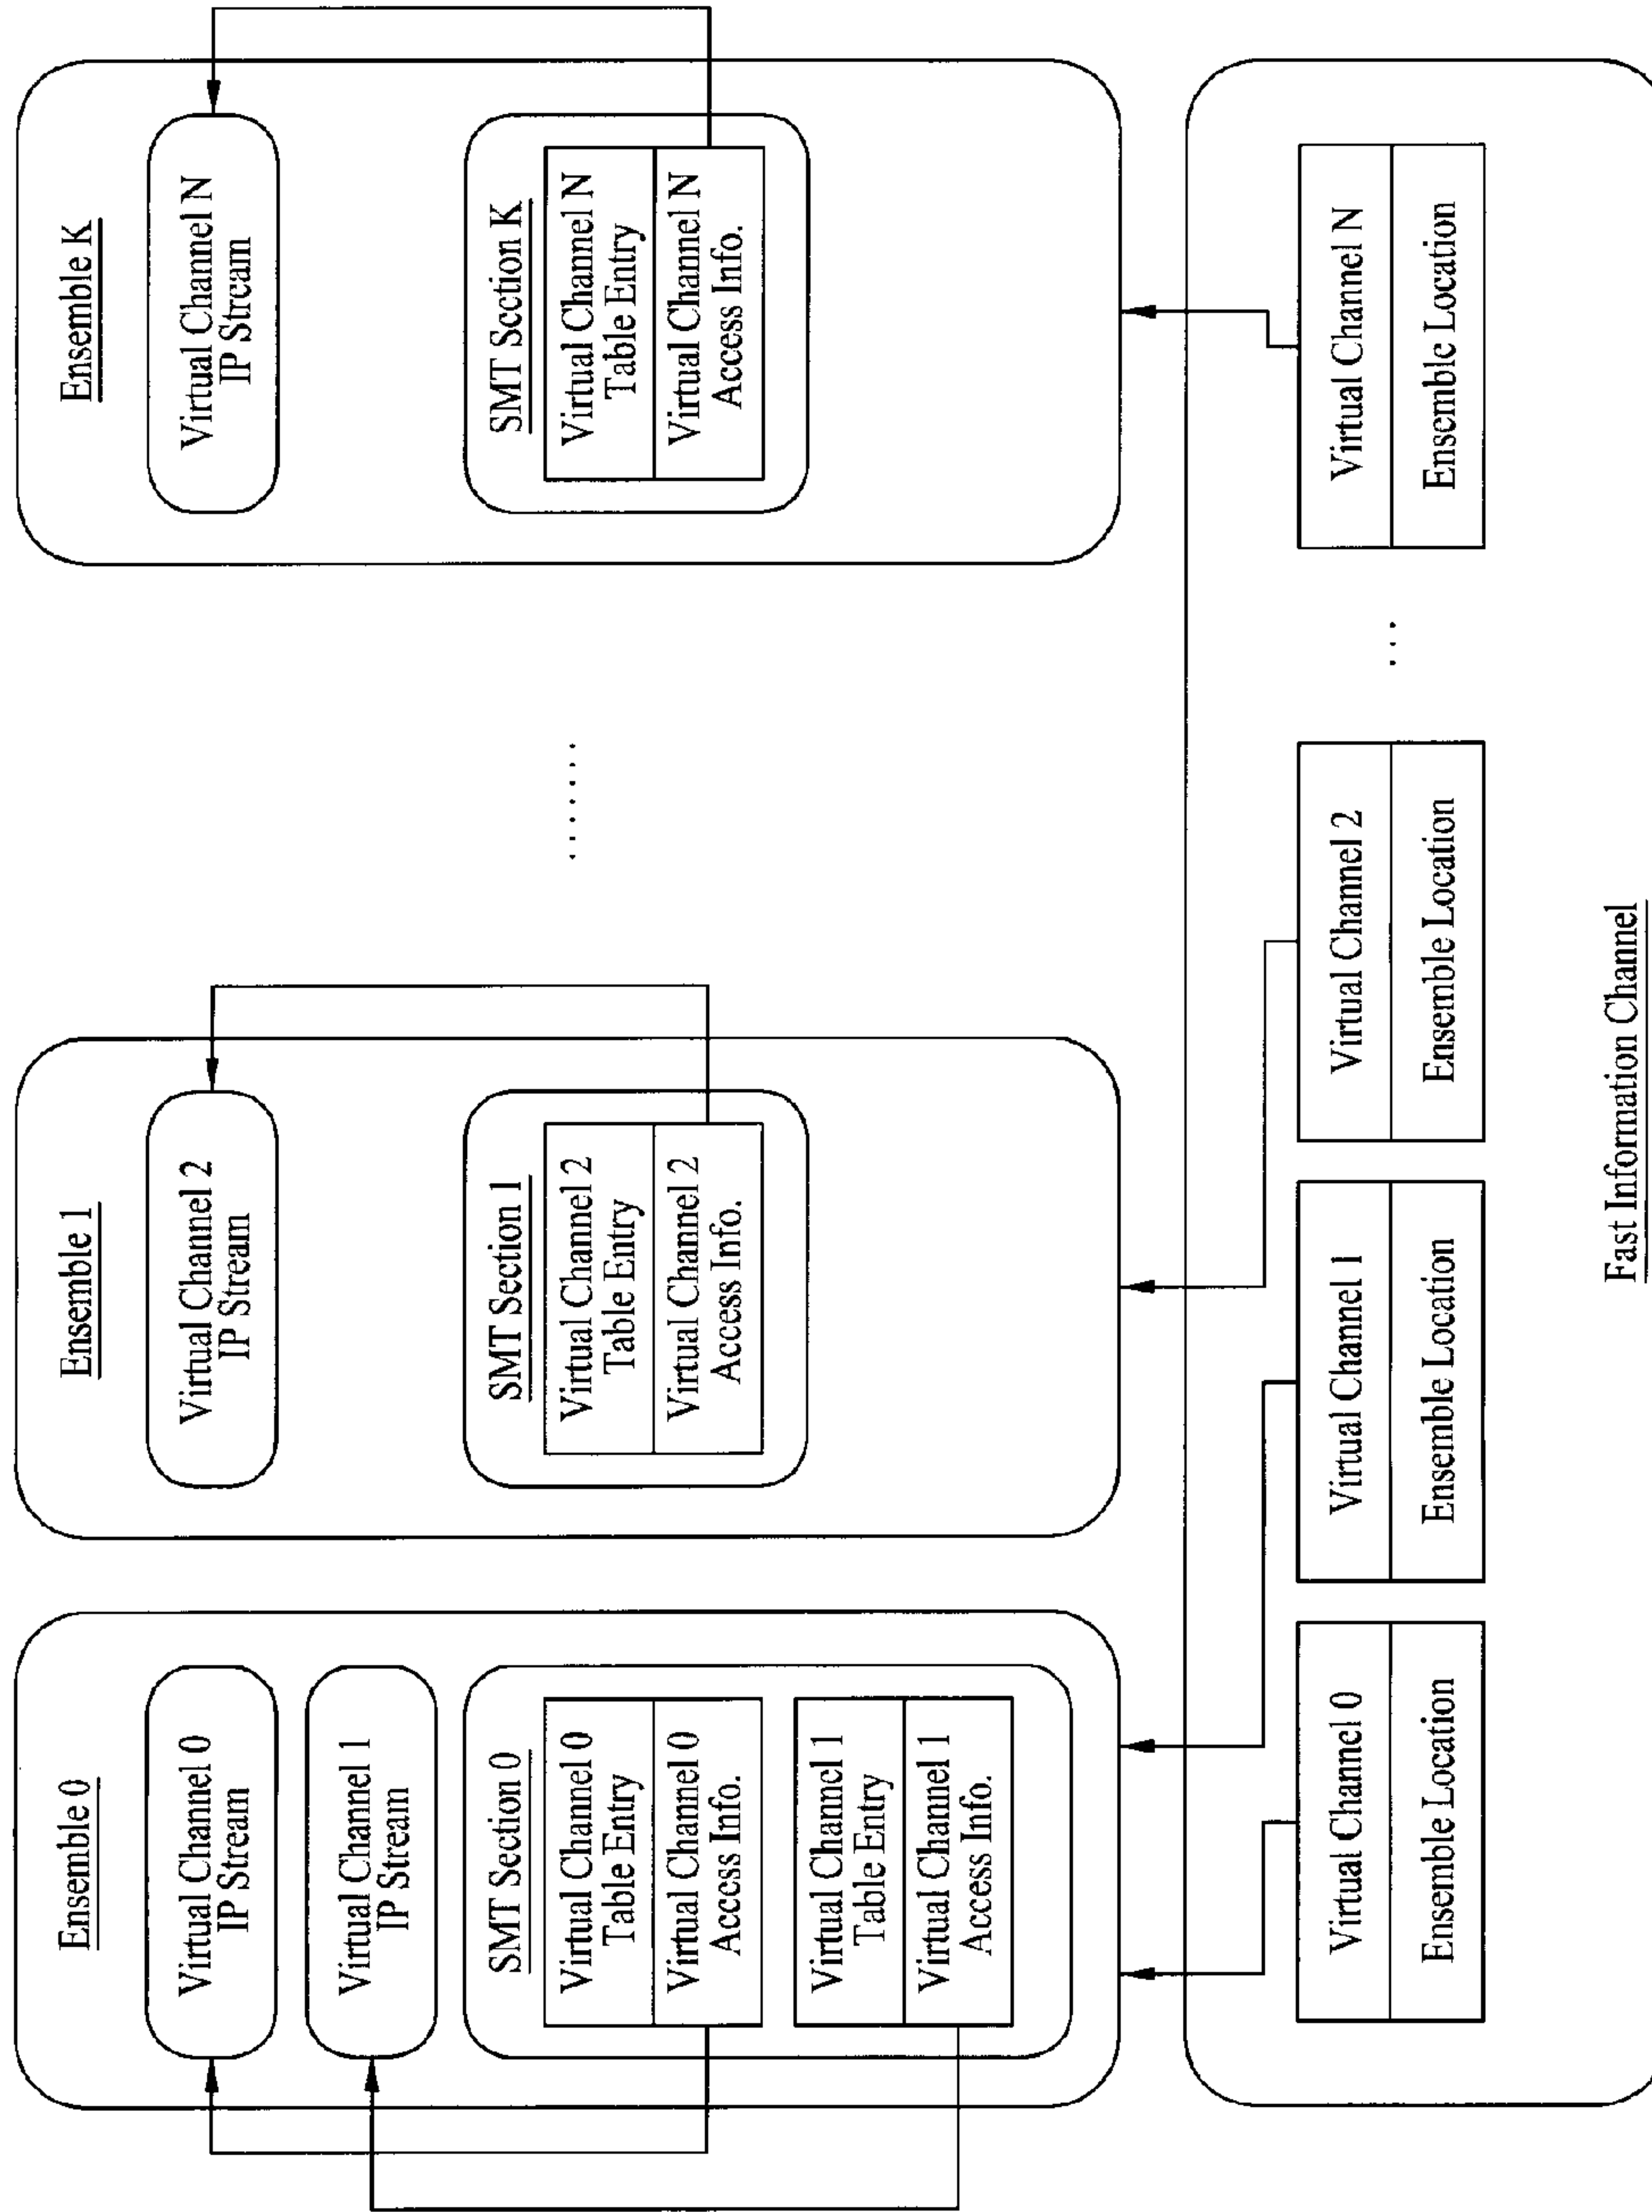 Ensemble 0
Virtual Channel 0
IP Stream
Virtual Channel 1
IP Stream
SMT Section 0
Virtual Channel 0
Table Entry
Virtual Channel 0
Access Info.
Virtual Channel 1
Table Entry
Virtual Channel 1
Access Info.
Ensemble 1
Virtual Channel 2
IP Stream
SMT Section 1
Virtual Channel 2
Table Entry
Virtual Channel 2
Access Info.
.......
Ensemble K
Virtual Channel N
IP Stream
SMT Section K
Virtual Channel N
Table Entry
Virtual Channel N
Access Info.
Virtual Channel 0
Ensemble Location
Virtual Channel 1
Ensemble Location
Virtual Channel 2
Ensemble Location
...
Virtual Channel N
Ensemble Location
Fast Information Channel